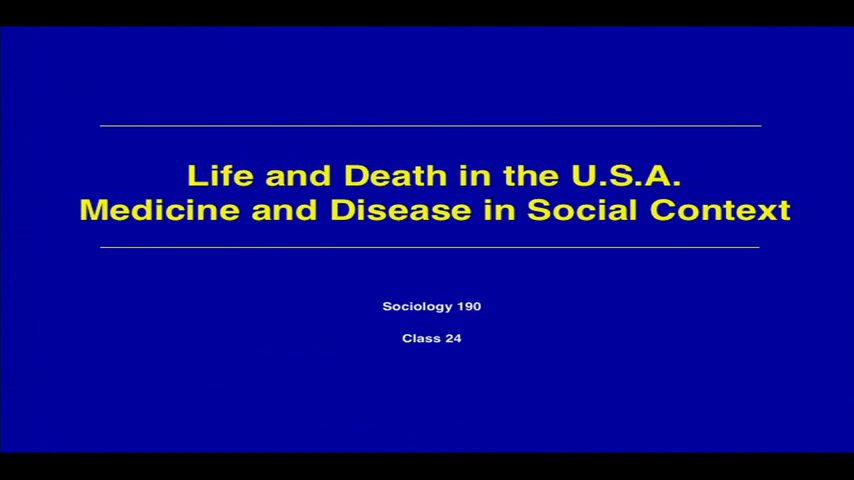 Life and Death in the U.S.A.
Medicine and Disease in Social Context
Sociology 190
Class 24